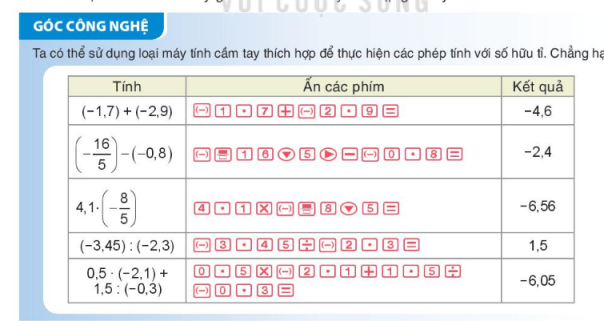 VỚI CUỘC SỐNG
GÓC CÔNG NGHỆ
Ta có thể sử dụng loại máy tính cầm tay thích hợp để thực hiện các phép tính với số hữu tỉ. Chẳng hạ
Tính Ấn các phím Kết quả
(−1,7) + (−2,9) (−) 1 • 7 + (−) 2 • 9 = −4,6
(−16/5) − (−0,8) (−) 1 6 ▼ 5 ▶ − (−) 0 • 8 = −2,4
4,1·(−8/5) 4 • 1 X (−) 8 ▼ 5 = −6,56
(−3,45) : (−2,3) (−) 3 • 4 5 ÷ (−) 2 • 3 = 1,5
0,5 · (−2,1) + 0 • 5 X (−) 2 • 1 + 1 • 5 ÷
1,5 : (−0,3) (−) 0 • 3 = −6,05